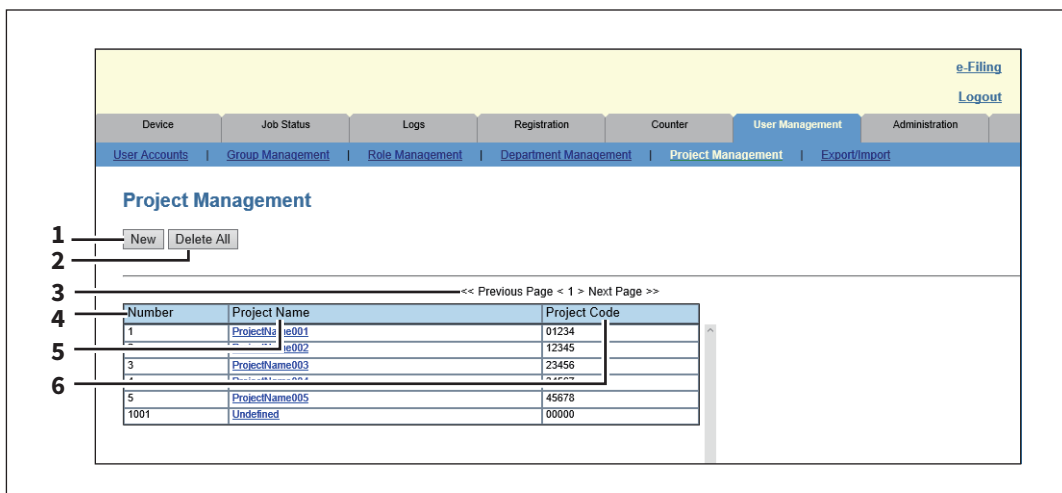 e-Filing
Logout
Device Job Status Logs Registration Counter User Management Administration
User Accounts | Group Management | Role Management | Department Management | Project Management | Export/Import
Project Management
1 New Delete All
2
3 << Previous Page < 1 > Next Page >>
4 Number Project Name Project Code
1 ProjectName001 01234
5 12345
3 ProjectName003 23456
6
5 ProjectName005 45678
1001 Undefined 00000